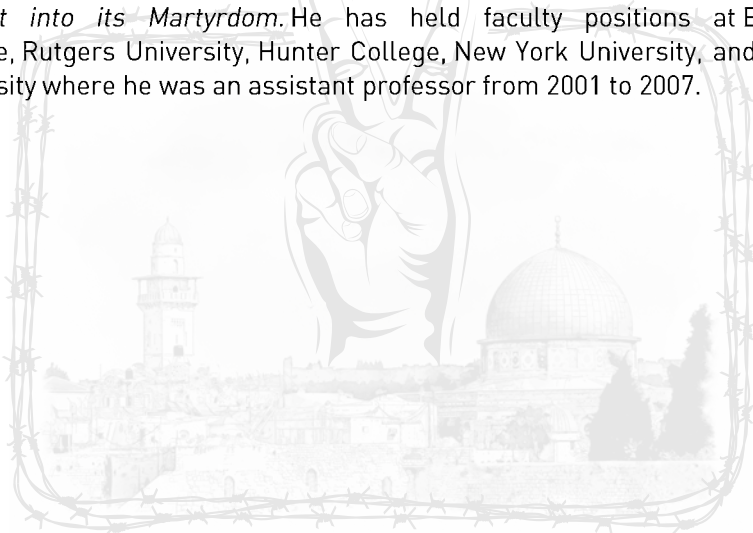 t into its Martyrdom. He has held faculty positions at B
e, Rutgers University, Hunter College, New York University, and
sity where he was an assistant professor from 2001 to 2007.